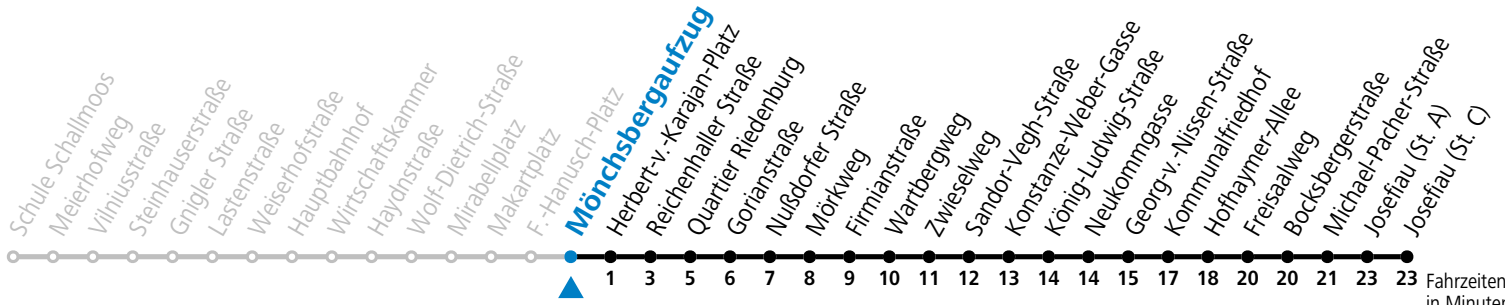 Schule Schallmoos
Meierhofweg
Vilniusstraße
Steinhauserstraße
Gnigler Straße
Lastenstraße
Weiserhofstraße
Hauptbahnhof
Wirtschaftskammer
Haydnstraße
Wolf-Dietrich-Straße
Mirabellplatz
Makartplatz
F.-Hanusch-Platz
Mönchsbergaufzug
Herbert-v.-Karajan-Platz
Reichenhaller Straße
Quartier Riedenburg
Gorianstraße
Nußdorfer Straße
Mörkweg
Firmianstraße
Wartbergweg
Zwieselweg
Sandor-Vegh-Straße
Konstanze-Weber-Gasse
König-Ludwig-Straße
Neukommgasse
Georg-v.-Nissen-Straße
Kommunalfriedhof
Hofhaymer-Allee
Freisaalweg
Bocksbergerstraße
Michael-Pacher-Straße
Josefiau (St. A)
Josefiau (St. C)
1 3 5 6 7 8 9 10 11 12 13 14 14 15 17 18 20 20 21 23 23 Fahrzeiten
in Minuten